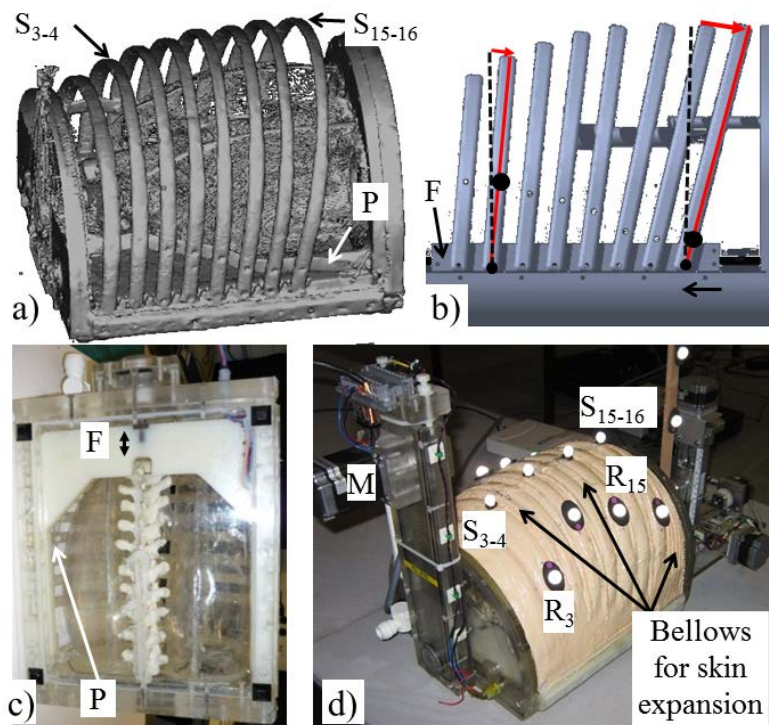 S3-4
S15-16
P
a)
F
b)
F
P
c)
S15-16
M
R15
S3-4
R3
Bellows
for skin
expansion
d)